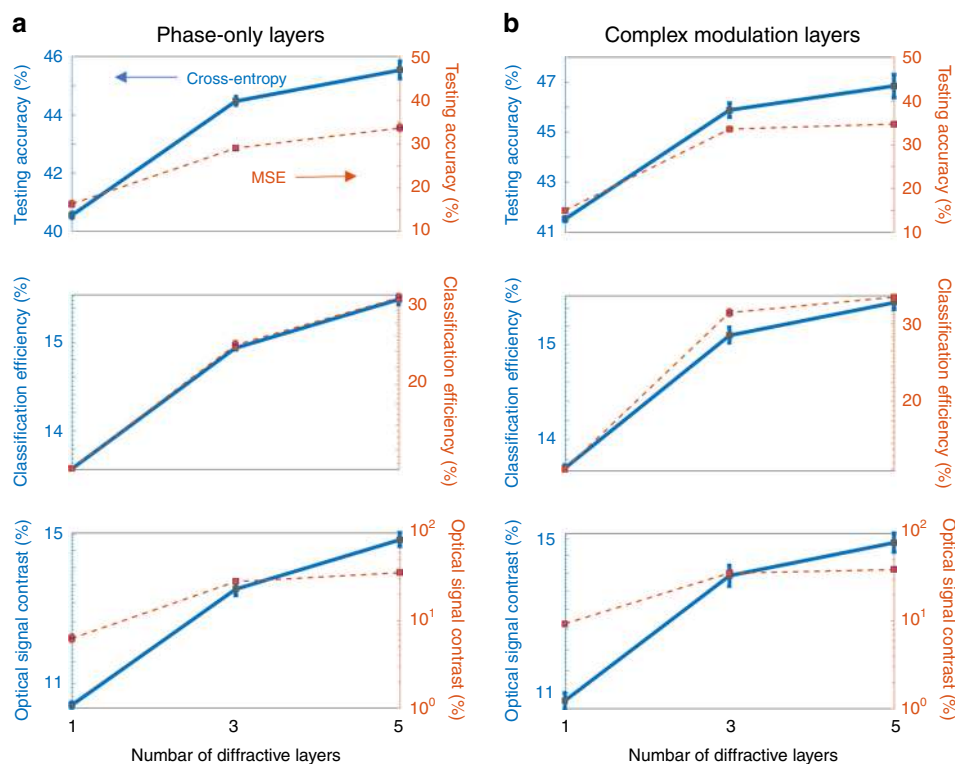 a
Phase-only layers
b
Complex modulation layers
Testing accuracy (%)
46
44
42
40
Cross-entropy
MSE
50
40
30
20
10
Testing accuracy (%)
Testing accuracy (%)
47
45
43
41
50
40
30
20
10
Testing accuracy (%)
Classification efficiency (%)
15
14
30
20
Classification efficiency (%)
Classification efficiency (%)
15
14
30
20
Classification efficiency (%)
Optical signal contrast (%)
15
11
10²
10¹
10⁰
Optical signal contrast (%)
Optical signal contrast (%)
15
11
10²
10¹
10⁰
Optical signal contrast (%)
1
3
5
Numbar of diffractive layers
1
3
5
Numbar of diffractive layers